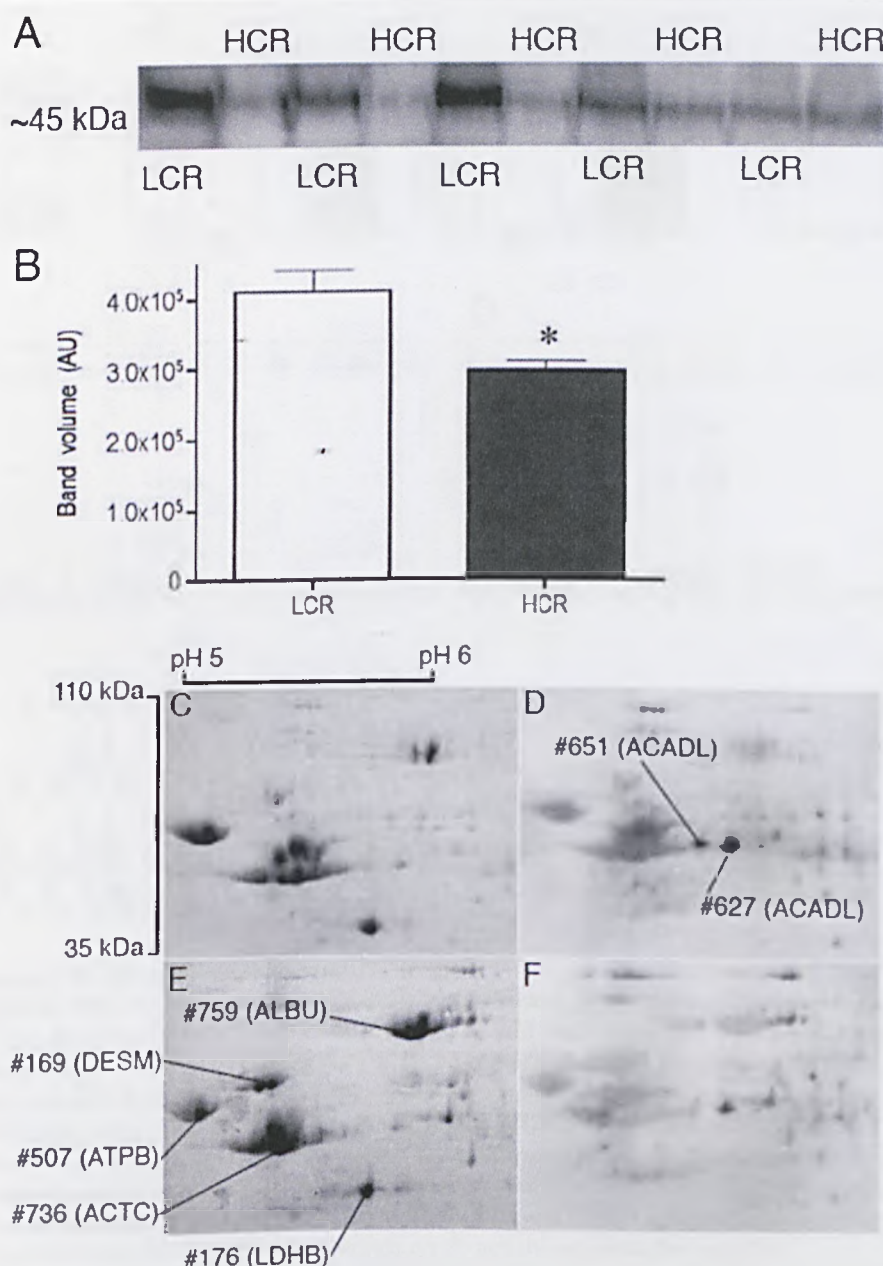 A
HCR HCR HCR HCR HCR
~45 kDa
LCR LCR LCR LCR LCR
B
Band volume (AU)
4.0x10⁵
3.0x10⁵
2.0x10⁵
1.0x10⁵
0
*
LCR HCR
pH 5 pH 6
110 kDa
35 kDa
C
D
#651 (ACADL)
#627 (ACADL)
E
#759 (ALBU)
#169 (DESM)
#507 (ATPB)
#736 (ACTC)
#176 (LDHB)
F